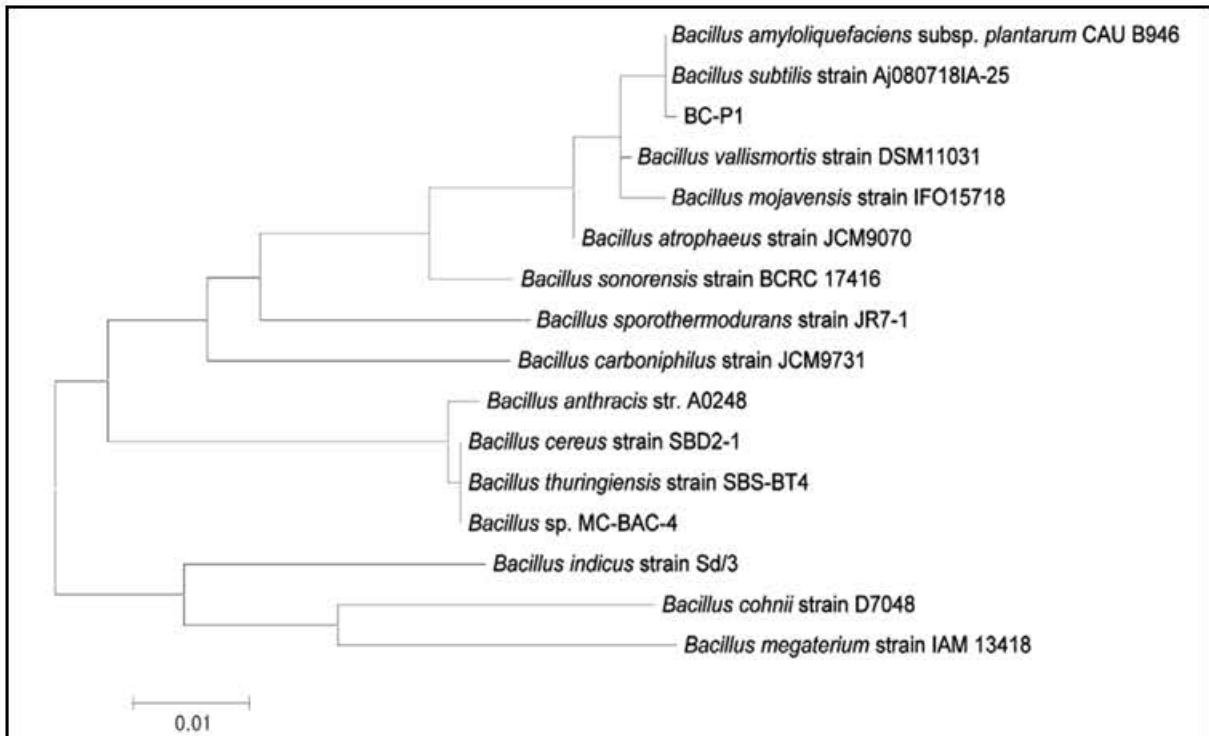 Bacillus amyloliquefaciens subsp. plantarum CAU B946
Bacillus subtilis strain Aj080718IA-25
BC-P1
Bacillus vallismortis strain DSM11031
Bacillus mojavensis strain IFO15718
Bacillus atrophaeus strain JCM9070
Bacillus sonorensis strain BCRC 17416
Bacillus sporothermodurans strain JR7-1
Bacillus carboniphilus strain JCM9731
Bacillus anthracis str. A0248
Bacillus cereus strain SBD2-1
Bacillus thuringiensis strain SBS-BT4
Bacillus sp. MC-BAC-4
Bacillus indicus strain Sd/3
Bacillus cohnii strain D7048
Bacillus megaterium strain IAM 13418
0.01